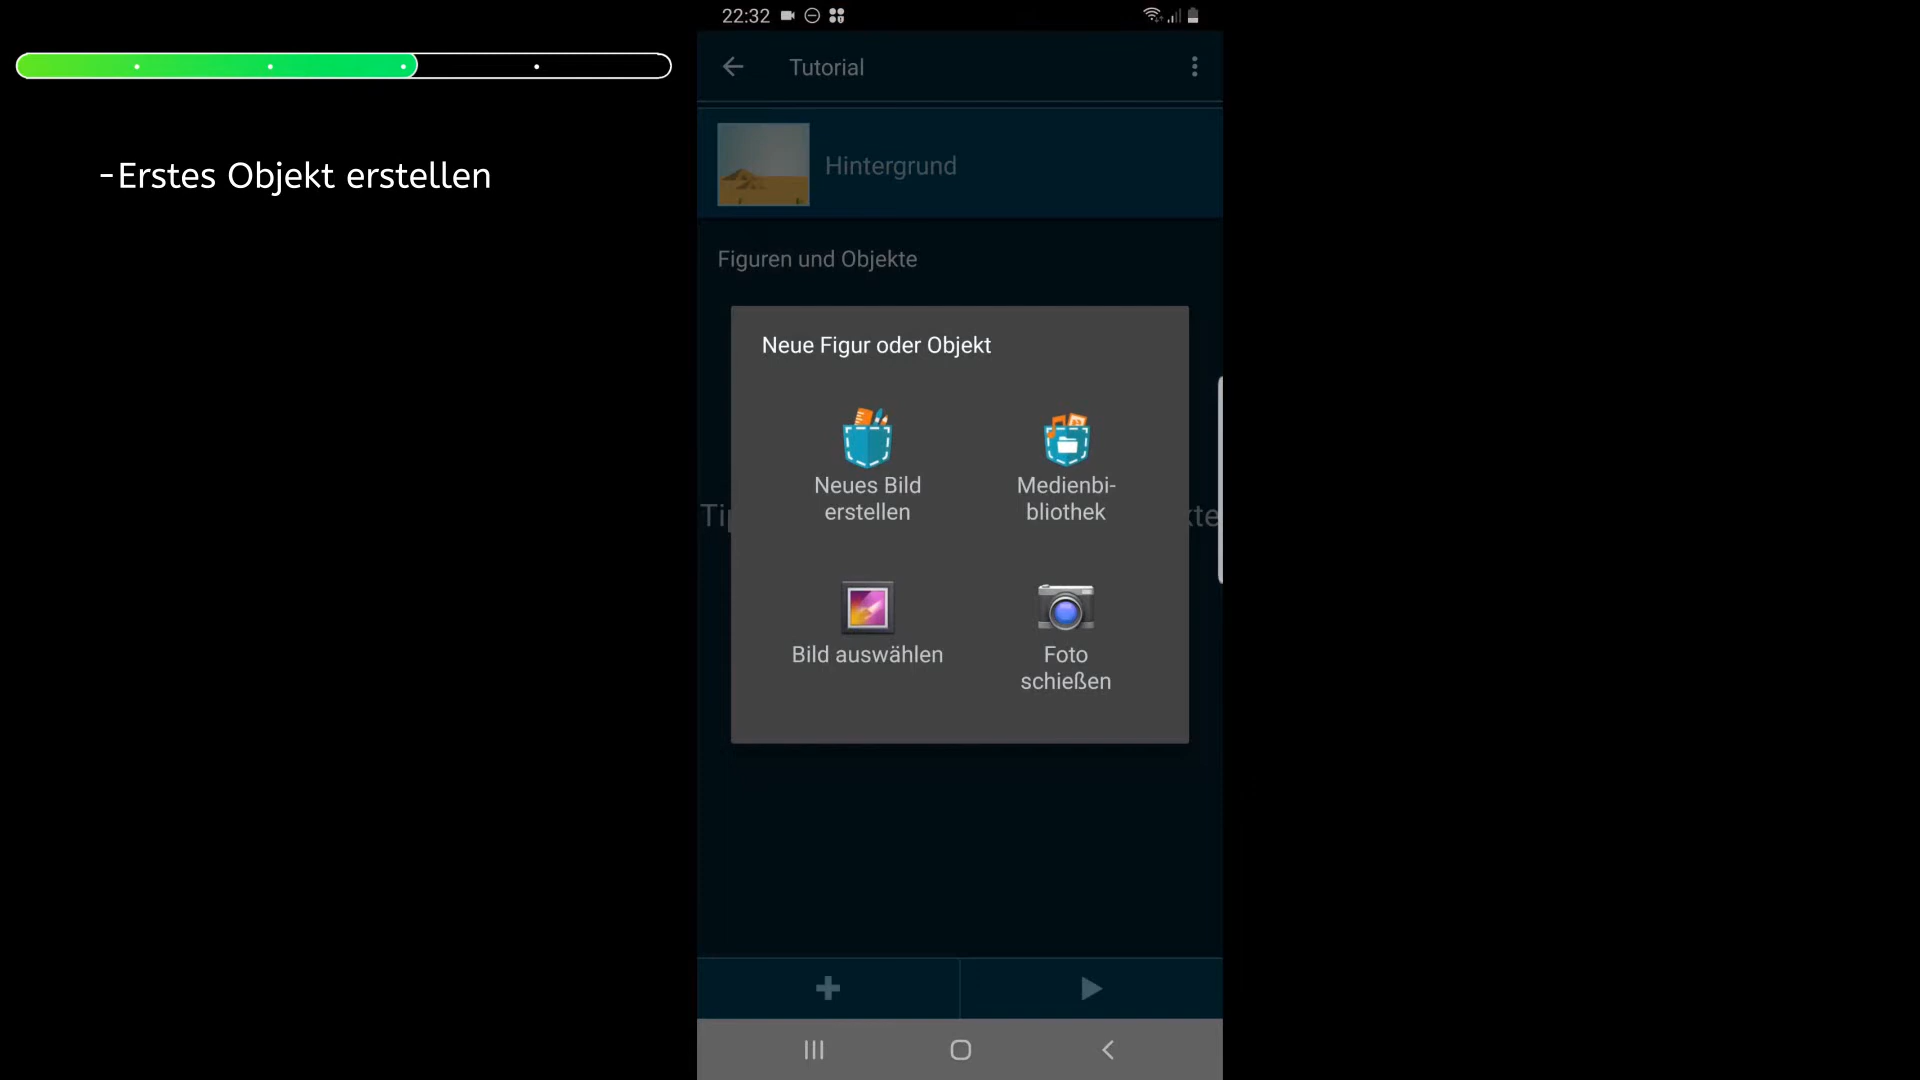 22:32
Tutorial
-Erstes Objekt erstellen
Hintergrund
Figuren und Objekte
Neue Figur oder Objekt
Neues Bild
erstellen
Medienbi-
bliothek
Bild auswählen
Foto
schießen